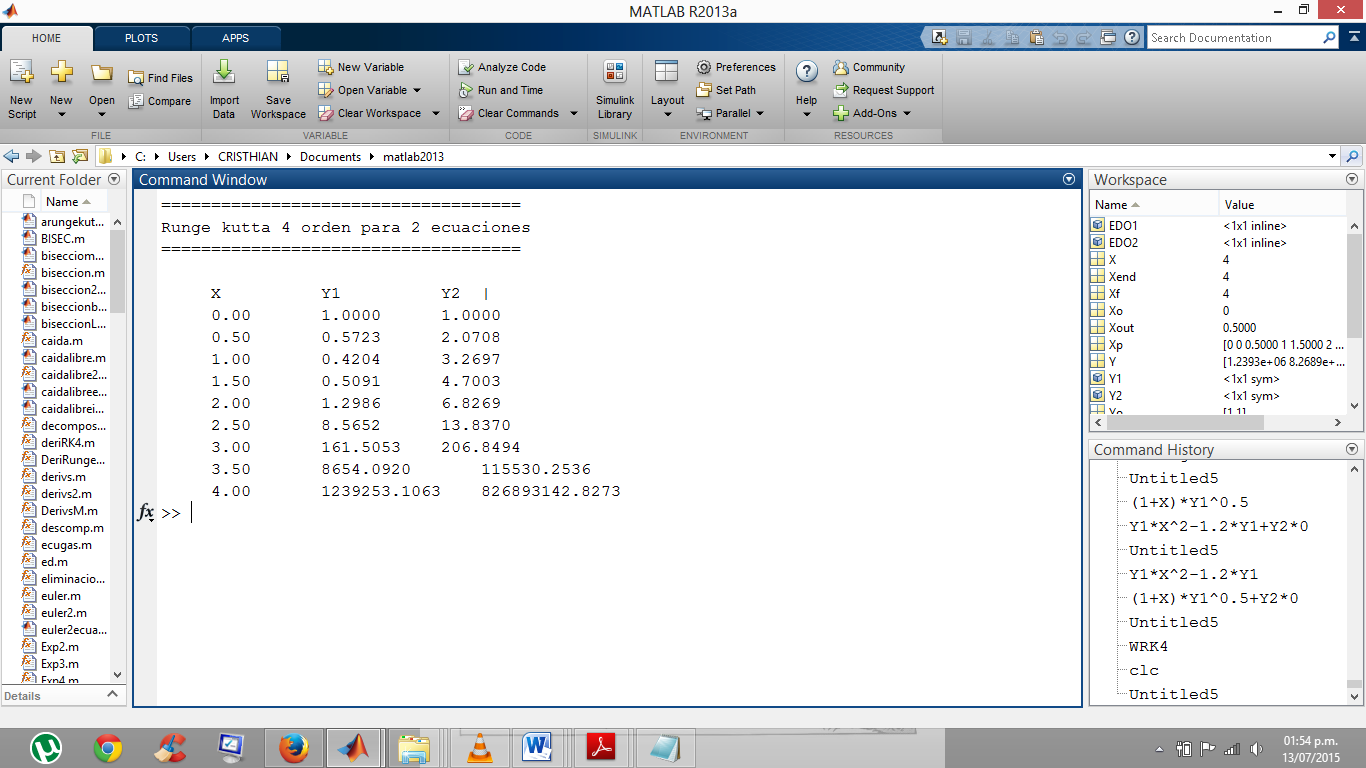 MATLAB R2013a
HOME PLOTS APPS
Search Documentation
New Script
New
Open
Find Files
Compare
FILE
Import Data
Save Workspace
New Variable
Open Variable
Clear Workspace
VARIABLE
Analyze Code
Run and Time
Clear Commands
CODE
Simulink Library
SIMULINK
Layout
Preferences
Set Path
Parallel
ENVIRONMENT
Help
Community
Request Support
Add-Ons
RESOURCES
C: Users CRISTHIAN Documents matlab2013
Current Folder
Name
arungekut...
BISEC.m
biseccionm...
biseccion.m
biseccion2...
biseccionb...
biseccionL...
caida.m
caidalibre.m
caidalibre2...
caidalibree...
caidalibrei...
decompos...
deriRK4.m
DeriRunge...
derivs.m
derivs2.m
DerivsM.m
descomp.m
ecugas.m
ed.m
eliminacio...
euler.m
euler2.m
euler2ecua...
Exp2.m
Exp3.m
Exp4.m
Details
Command Window
====================================
Runge kutta 4 orden para 2 ecuaciones
====================================
X Y1 Y2 |
0.00 1.0000 1.0000
0.50 0.5723 2.0708
1.00 0.4204 3.2697
1.50 0.5091 4.7003
2.00 1.2986 6.8269
2.50 8.5652 13.8370
3.00 161.5053 206.8494
3.50 8654.0920 115530.2536
4.00 1239253.1063 826893142.8273
fx >>
Workspace
Name Value
EDO1 <1x1 inline>
EDO2 <1x1 inline>
X 4
Xend 4
Xf 4
Xo 0
Xout 0.5000
Xp [0 0 0.5000 1 1.5000 2 ...
Y [1.2393e+06 8.2689e+...
Y1 <1x1 sym>
Y2 <1x1 sym>
Yo [1 1]
Command History
Untitled5
(1+X)*Y1^0.5
Y1*X^2-1.2*Y1+Y2*0
Untitled5
Y1*X^2-1.2*Y1
(1+X)*Y1^0.5+Y2*0
Untitled5
WRK4
clc
Untitled5
01:54 p.m.
13/07/2015